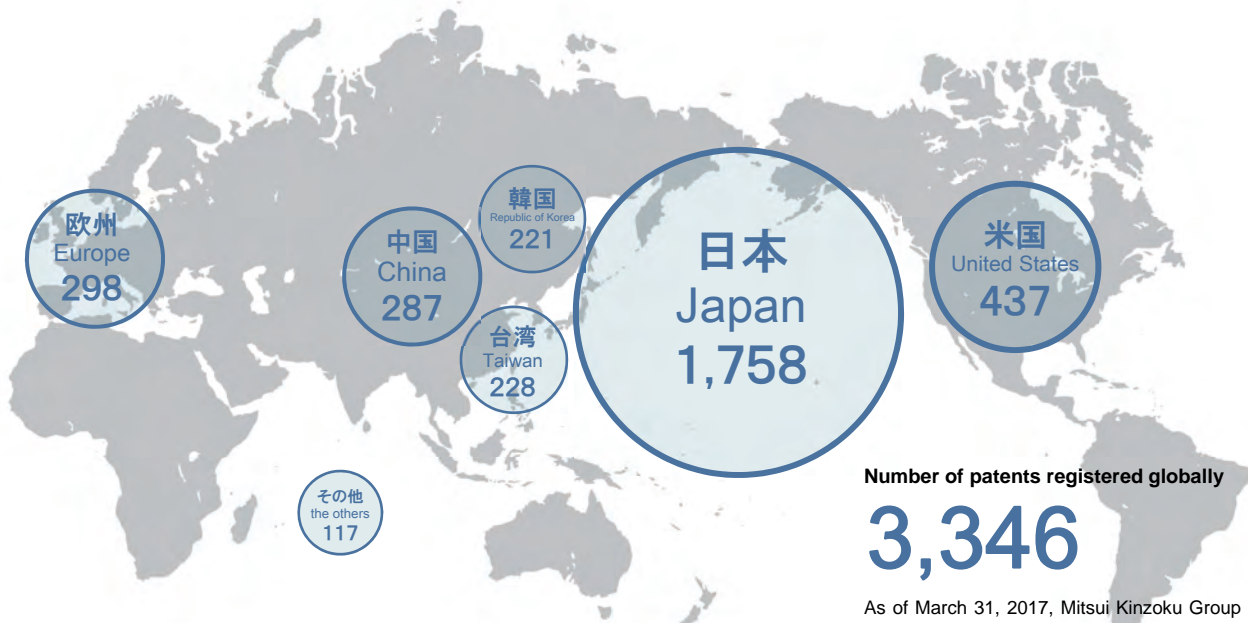 欧州
Europe
298
中国
China
287
韓国
Republic of Korea
221
台湾
Taiwan
228
日本
Japan
1,758
米国
United States
437
その他
the others
117
Number of patents registered globally
3,346
As of March 31, 2017, Mitsui Kinzoku Group